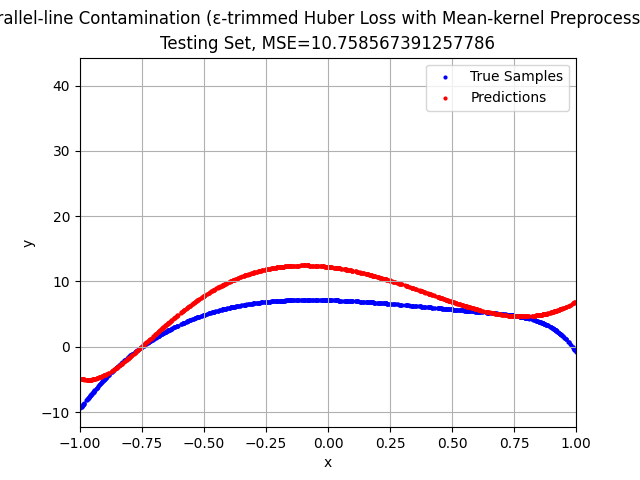 rallel-line Contamination (ε-trimmed Huber Loss with Mean-kernel Preprocess
Testing Set, MSE=10.758567391257786
True Samples
Predictions
40
30
20
10
0
−10
y
−1.00 −0.75 −0.50 −0.25 0.00 0.25 0.50 0.75 1.00
x